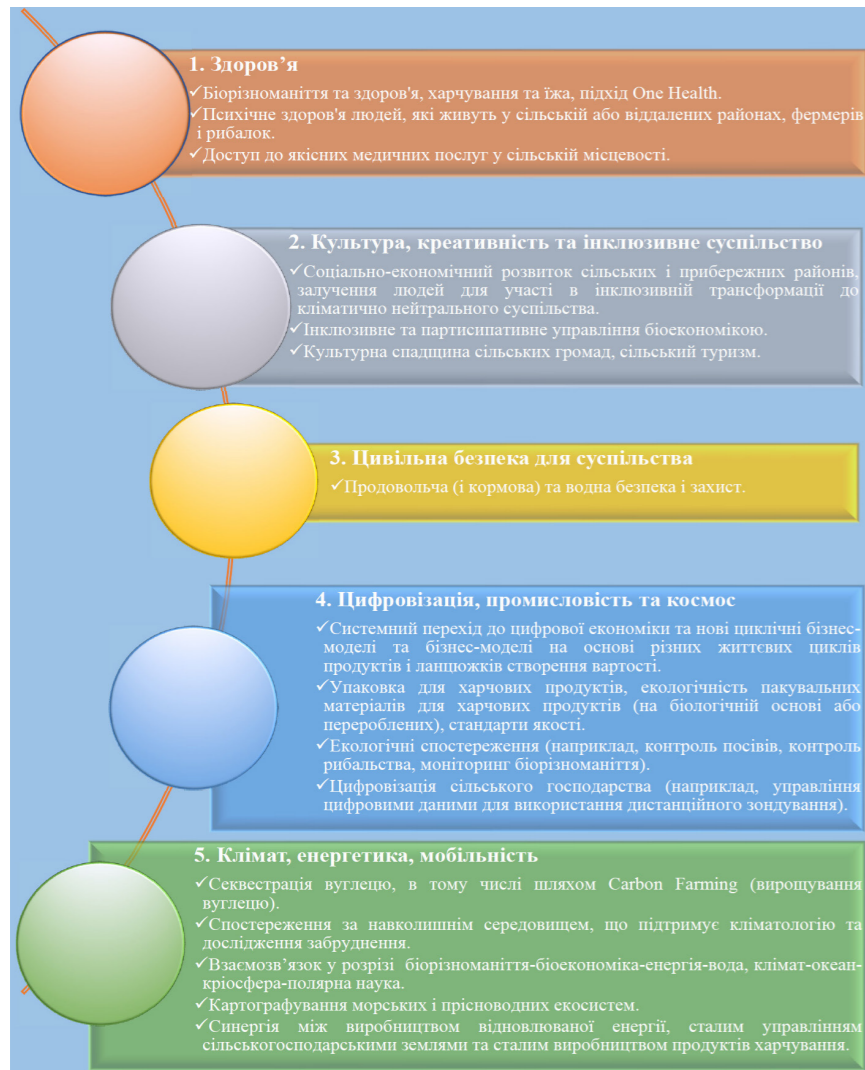 1. Здоров’я
✓Біорізноманіття та здоров'я, харчування та їжа, підхід One Health.
✓Психічне здоров'я людей, які живуть у сільській або віддалених районах, фермерів
і рибалок.
✓Доступ до якісних медичних послуг у сільській місцевості.
2. Культура, креативність та інклюзивне суспільство
✓Соціально-економічний розвиток сільських і прибережних районів,
залучення людей для участі в інклюзивній трансформації до
кліматично нейтрального суспільства.
✓Інклюзивне та партисипативне управління біоекономікою.
✓Культурна спадщина сільських громад, сільський туризм.
3. Цивільна безпека для суспільства
✓Продовольча (і кормова) та водна безпека і захист.
4. Цифровізація, промисловість та космос
✓Системний перехід до цифрової економіки та нові циклічні бізнес-
моделі та бізнес-моделі на основі різних життєвих циклів
продуктів і ланцюжків створення вартості.
✓Упаковка для харчових продуктів, екологічність пакувальних
матеріалів для харчових продуктів (на біологічній основі або
перероблених), стандарти якості.
✓Екологічні спостереження (наприклад, контроль посівів, контроль
рибальства, моніторинг біорізноманіття).
✓Цифровізація сільського господарства (наприклад, управління
цифровими даними для використання дистанційного зондування).
5. Клімат, енергетика, мобільність
✓Секвестрація вуглецю, в тому числі шляхом Carbon Farming (вирощування
вуглецю).
✓Спостереження за навколишнім середовищем, що підтримує кліматологію та
дослідження забруднення.
✓Взаємозв’язок у розрізі біорізноманіття-біоекономіка-енергія-вода, клімат-океан-
кріосфера-полярна наука.
✓Картографування морських і прісноводних екосистем.
✓Синергія між виробництвом відновлюваної енергії, сталим управлінням
сільськогосподарськими землями та сталим виробництвом продуктів харчування.